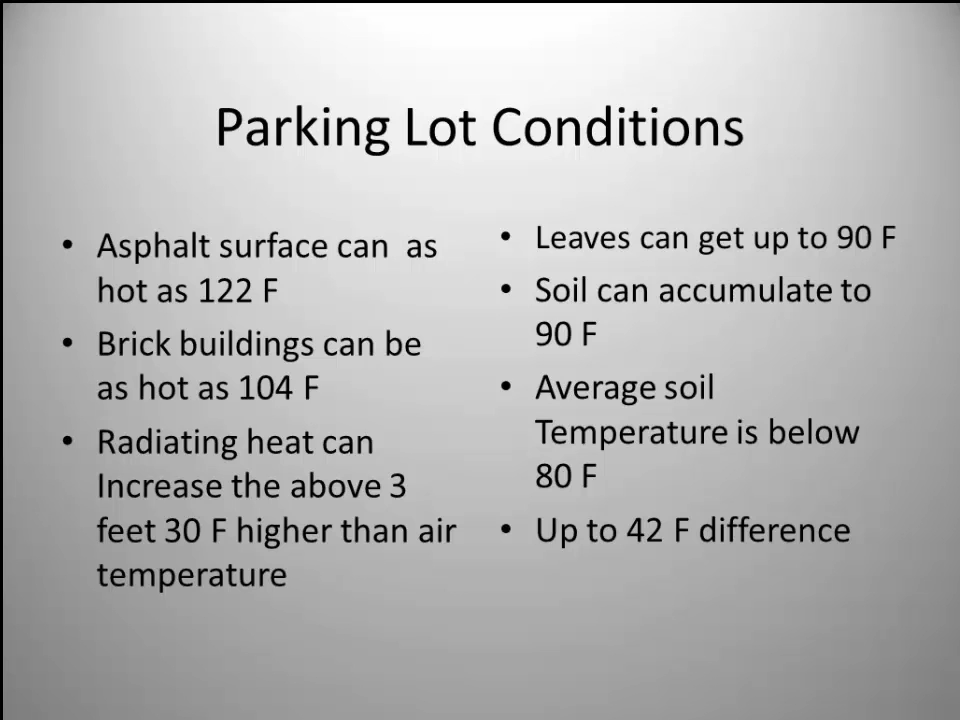 Parking Lot Conditions
• Asphalt surface can  as
hot as 122 F
• Brick buildings can be
as hot as 104 F
• Radiating heat can
Increase the above 3
feet 30 F higher than air
temperature
• Leaves can get up to 90 F
• Soil can accumulate to
90 F
• Average soil
Temperature is below
80 F
• Up to 42 F difference